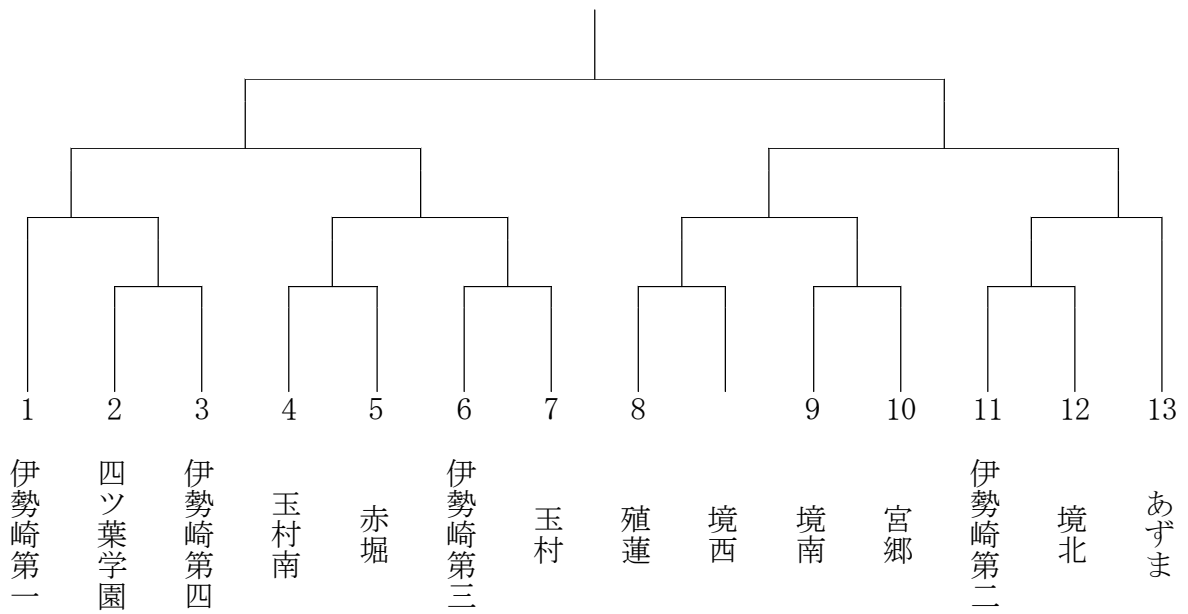 1
2
3
4
5
6
7
8
9
10
11
12
13
伊勢崎第一
四ツ葉学園
伊勢崎第四
玉村南
赤堀
伊勢崎第三
玉村
殖蓮
境西
境南
宮郷
伊勢崎第二
境北
あずま